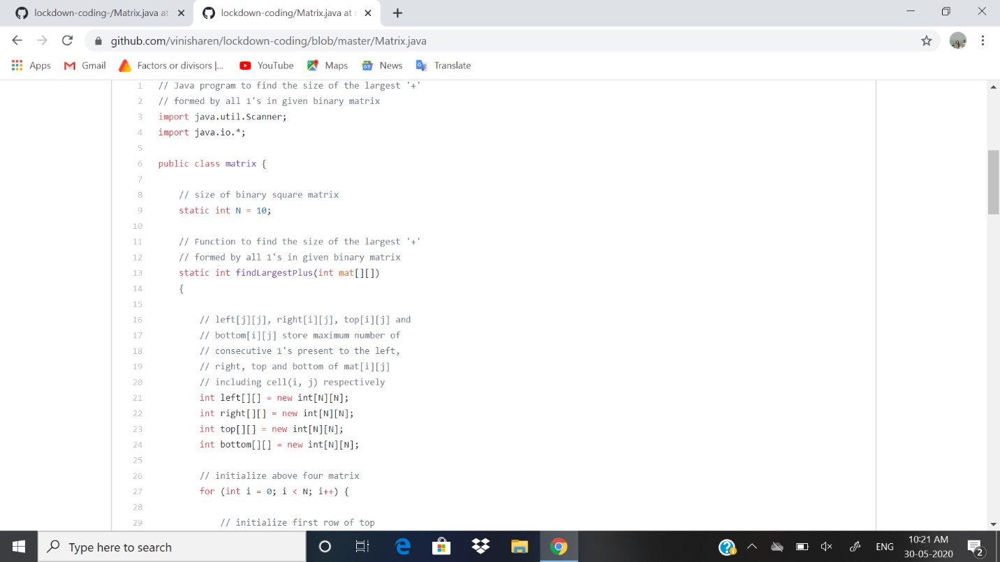 lockdown-coding-/Matrix.java at
lockdown-coding/Matrix.java at
github.com/vinisharen/lockdown-coding/blob/master/Matrix.java
Apps Gmail Factors or divisors |... YouTube Maps News Translate
1 // Java program to find the size of the largest '+'
2 // formed by all 1's in given binary matrix
3 import java.util.Scanner;
4 import java.io.*;
5
6 public class matrix {
7
8 // size of binary square matrix
9 static int N = 10;
10
11 // Function to find the size of the largest '+'
12 // formed by all 1's in given binary matrix
13 static int findLargestPlus(int mat[][])
14 {
15
16 // left[j][j], right[i][j], top[i][j] and
17 // bottom[i][j] store maximum number of
18 // consecutive 1's present to the left,
19 // right, top and bottom of mat[i][j]
20 // including cell(i, j) respectively
21 int left[][] = new int[N][N];
22 int right[][] = new int[N][N];
23 int top[][] = new int[N][N];
24 int bottom[][] = new int[N][N];
25
26 // initialize above four matrix
27 for (int i = 0; i < N; i++) {
28
29 // initialize first row of top
Type here to search
ENG
10:21 AM
30-05-2020
2